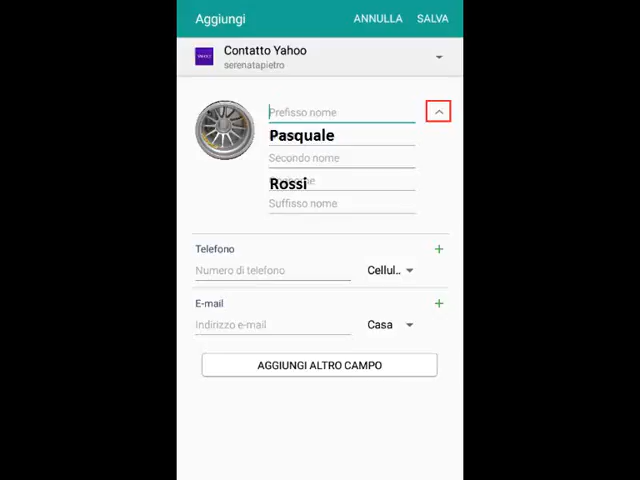 Aggiungi ANNULLA SALVA
YAHOO!
Contatto Yahoo
serenatapietro
Prefisso nome
Pasquale
Secondo nome
Rossi
Suffisso nome
Telefono
Numero di telefono Cellul..
E-mail
Indirizzo e-mail Casa
AGGIUNGI ALTRO CAMPO